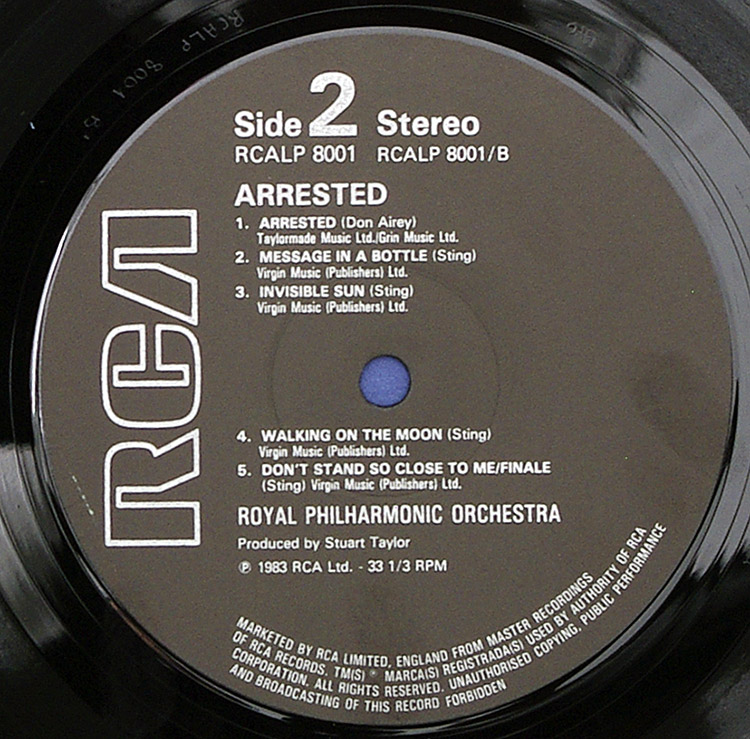 RCALP 8001 B
Side 2 Stereo
RCALP 8001 RCALP 8001/B
ARRESTED
1. ARRESTED (Don Airey)
Taylormade Music Ltd./Grin Music Ltd.
2. MESSAGE IN A BOTTLE (Sting)
Virgin Music (Publishers) Ltd.
3. INVISIBLE SUN (Sting)
Virgin Music (Publishers) Ltd.
RCA
4. WALKING ON THE MOON (Sting)
Virgin Music (Publishers) Ltd.
5. DON'T STAND SO CLOSE TO ME/FINALE
(Sting) Virgin Music (Publishers) Ltd.
ROYAL PHILHARMONIC ORCHESTRA
Produced by Stuart Taylor
℗ 1983 RCA Ltd. - 33 1/3 RPM
MARKETED BY RCA LIMITED, ENGLAND FROM MASTER RECORDINGS
OF RCA RECORDS. TM(S) ® MARCA(S) REGISTRADA(S) USED BY AUTHORITY OF RCA
CORPORATION. ALL RIGHTS RESERVED. UNAUTHORISED COPYING, PUBLIC PERFORMANCE
AND BROADCASTING OF THIS RECORD FORBIDDEN